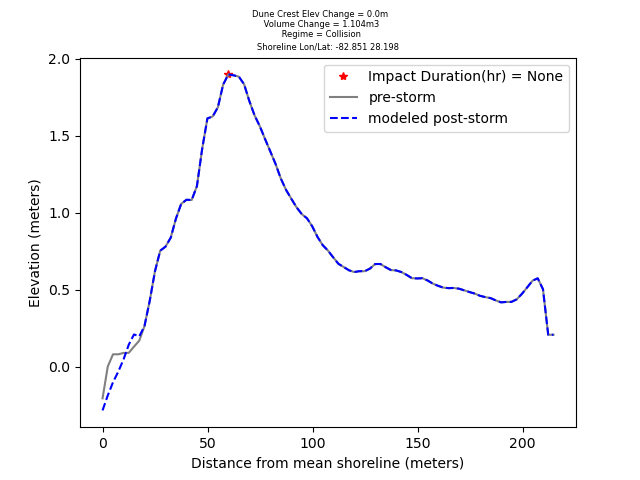 Dune Crest Elev Change = 0.0m
Volume Change = 1.104m3
Regime = Collision
Shoreline Lon/Lat: -82.851 28.198
Impact Duration(hr) = None
pre-storm
modeled post-storm
2.0
1.5
1.0
0.5
0.0
Elevation (meters)
0 50 100 150 200
Distance from mean shoreline (meters)